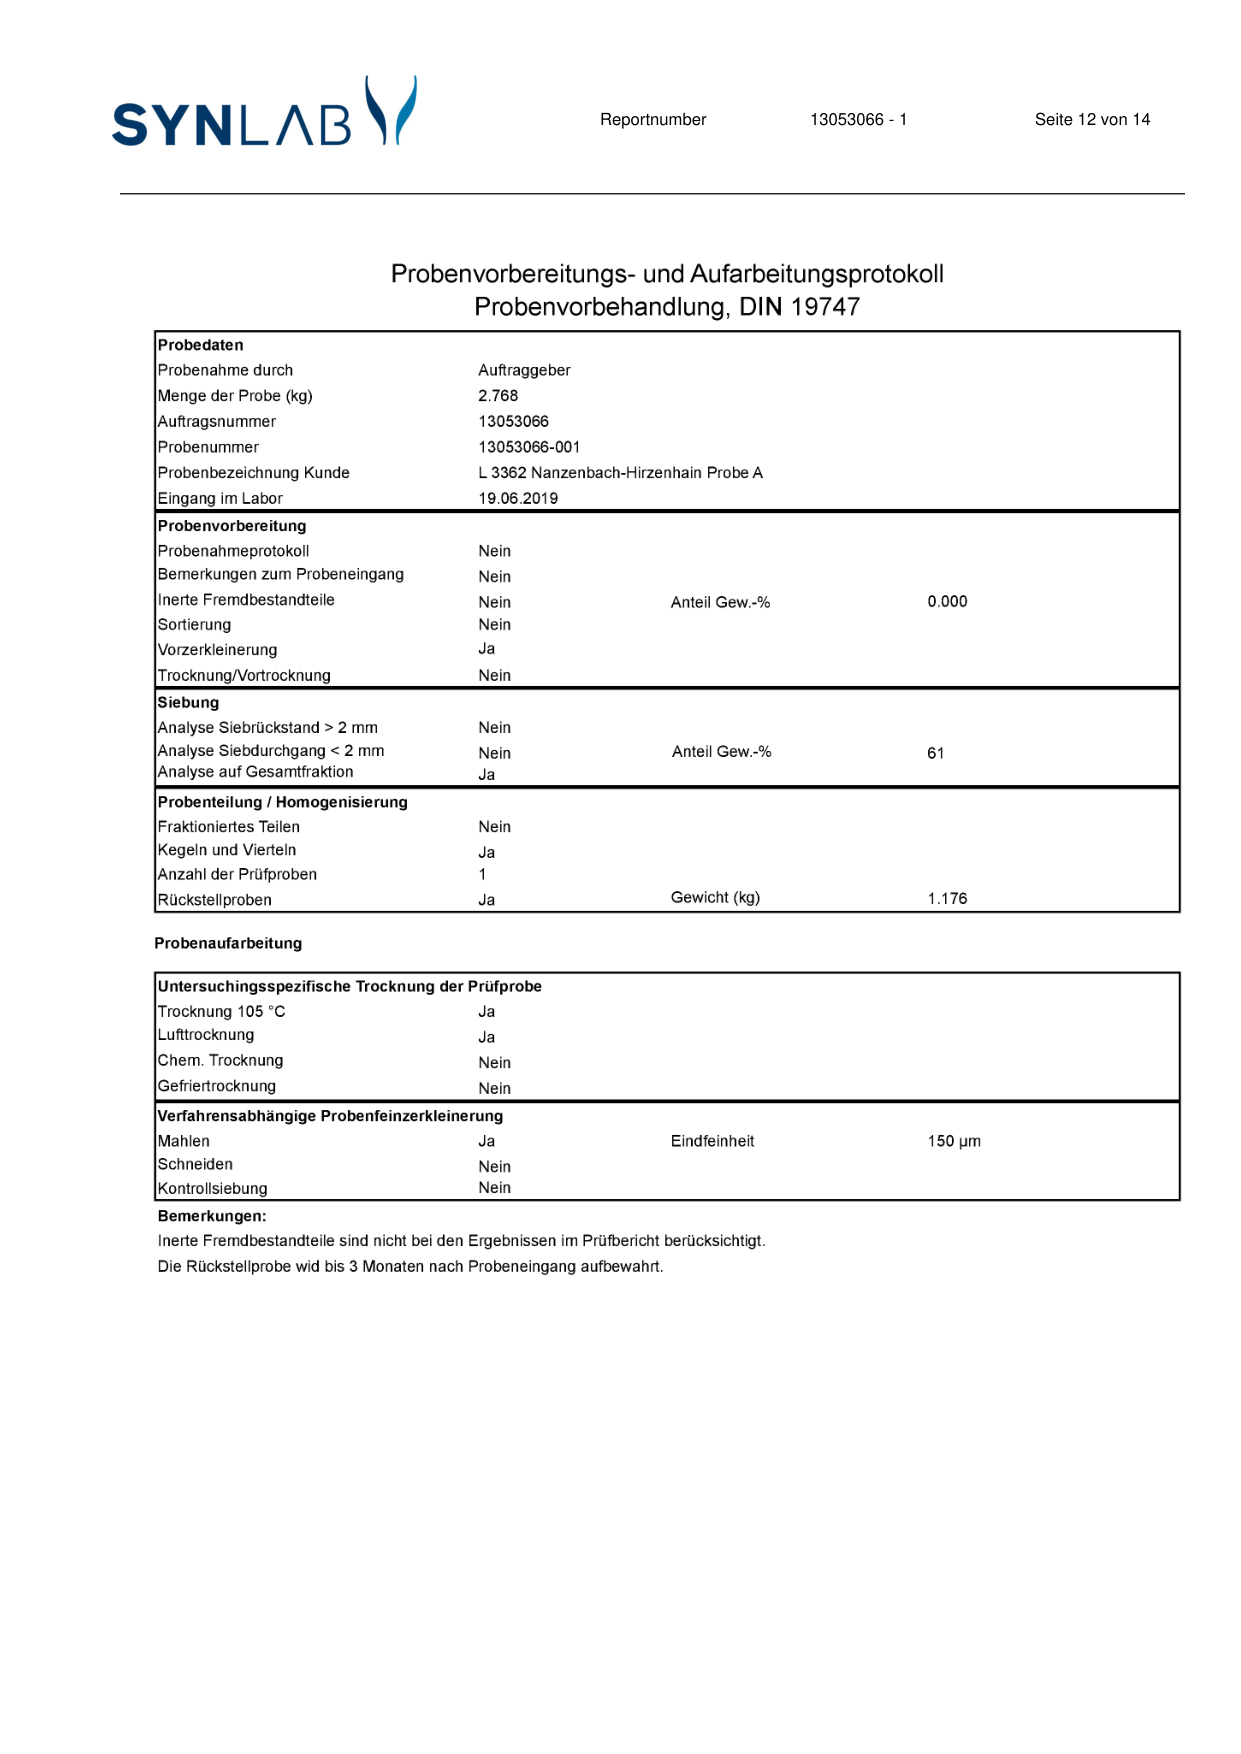 SYNLAB
Reportnumber 13053066 - 1 Seite 12 von 14
Probenvorbereitungs- und Aufarbeitungsprotokoll
Probenvorbehandlung, DIN 19747
Probedaten
Probenahme durch Auftraggeber
Menge der Probe (kg) 2.768
Auftragsnummer 13053066
Probenummer 13053066-001
Probenbezeichnung Kunde L 3362 Nanzenbach-Hirzenhain Probe A
Eingang im Labor 19.06.2019
Probenvorbereitung
Probenahmeprotokoll Nein
Bemerkungen zum Probeneingang Nein
Inerte Fremdbestandteile Nein Anteil Gew.-% 0.000
Sortierung Nein
Vorzerkleinerung Ja
Trocknung/Vortrocknung Nein
Siebung
Analyse Siebrückstand > 2 mm Nein
Analyse Siebdurchgang < 2 mm Nein Anteil Gew.-% 61
Analyse auf Gesamtfraktion Ja
Probenteilung / Homogenisierung
Fraktioniertes Teilen Nein
Kegeln und Vierteln Ja
Anzahl der Prüfproben 1
Rückstellproben Ja Gewicht (kg) 1.176
Probenaufarbeitung
Untersuchingsspezifische Trocknung der Prüfprobe
Trocknung 105 °C Ja
Lufttrocknung Ja
Chem. Trocknung Nein
Gefriertrocknung Nein
Verfahrensabhängige Probenfeinzerkleinerung
Mahlen Ja Eindfeinheit 150 µm
Schneiden Nein
Kontrollsiebung Nein
Bemerkungen:
Inerte Fremdbestandteile sind nicht bei den Ergebnissen im Prüfbericht berücksichtigt.
Die Rückstellprobe wid bis 3 Monaten nach Probeneingang aufbewahrt.